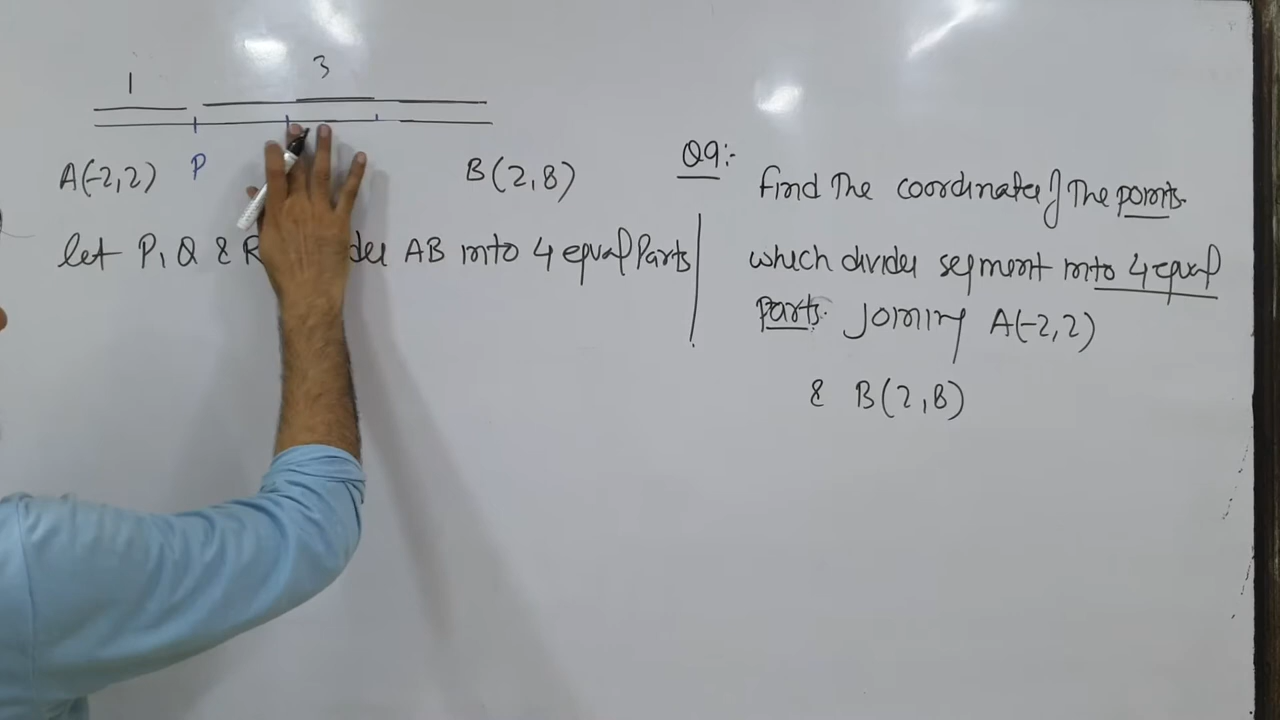 1 3
A(-2,2) P B(2,8)
let P, Q & R AB into 4 equal Parts
Q9:-
find The coordinates of The points
which divides segment into 4 equal
parts. Joining A(-2,2)
& B(2,8)